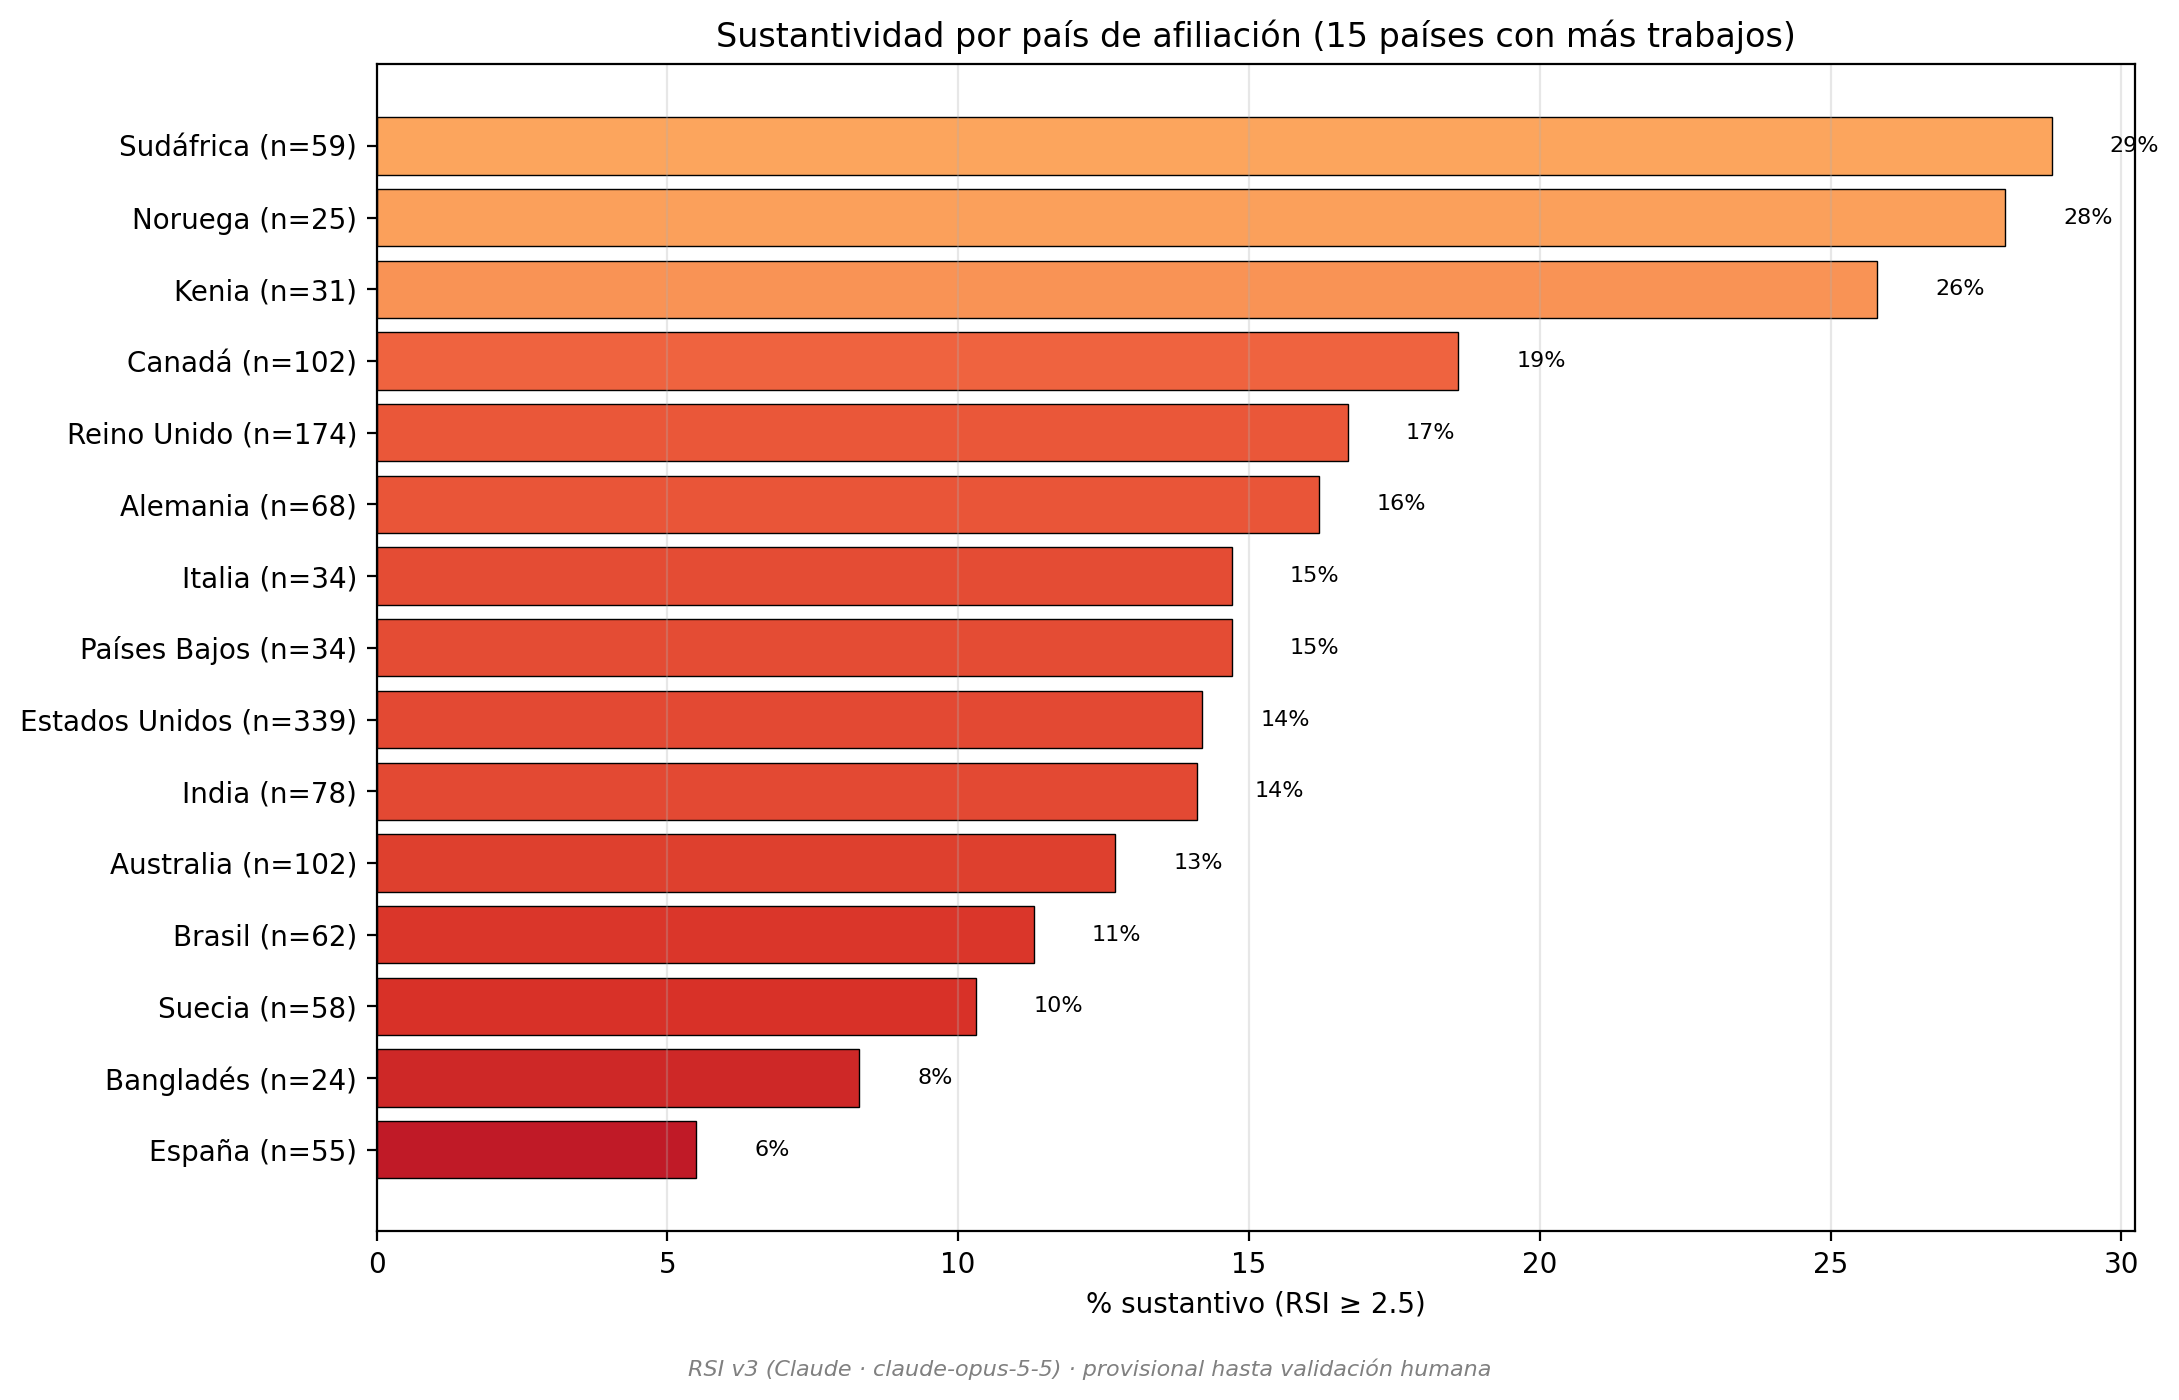 Sustantividad por país de afiliación (15 países con más trabajos)
Sudáfrica (n=59) 29%
Noruega (n=25) 28%
Kenia (n=31) 26%
Canadá (n=102) 19%
Reino Unido (n=174) 17%
Alemania (n=68) 16%
Italia (n=34) 15%
Países Bajos (n=34) 15%
Estados Unidos (n=339) 14%
India (n=78) 14%
Australia (n=102) 13%
Brasil (n=62) 11%
Suecia (n=58) 10%
Bangladés (n=24) 8%
España (n=55) 6%
0 5 10 15 20 25 30
% sustantivo (RSI ≥ 2.5)
RSI v3 (Claude · claude-opus-5-5) · provisional hasta validación humana